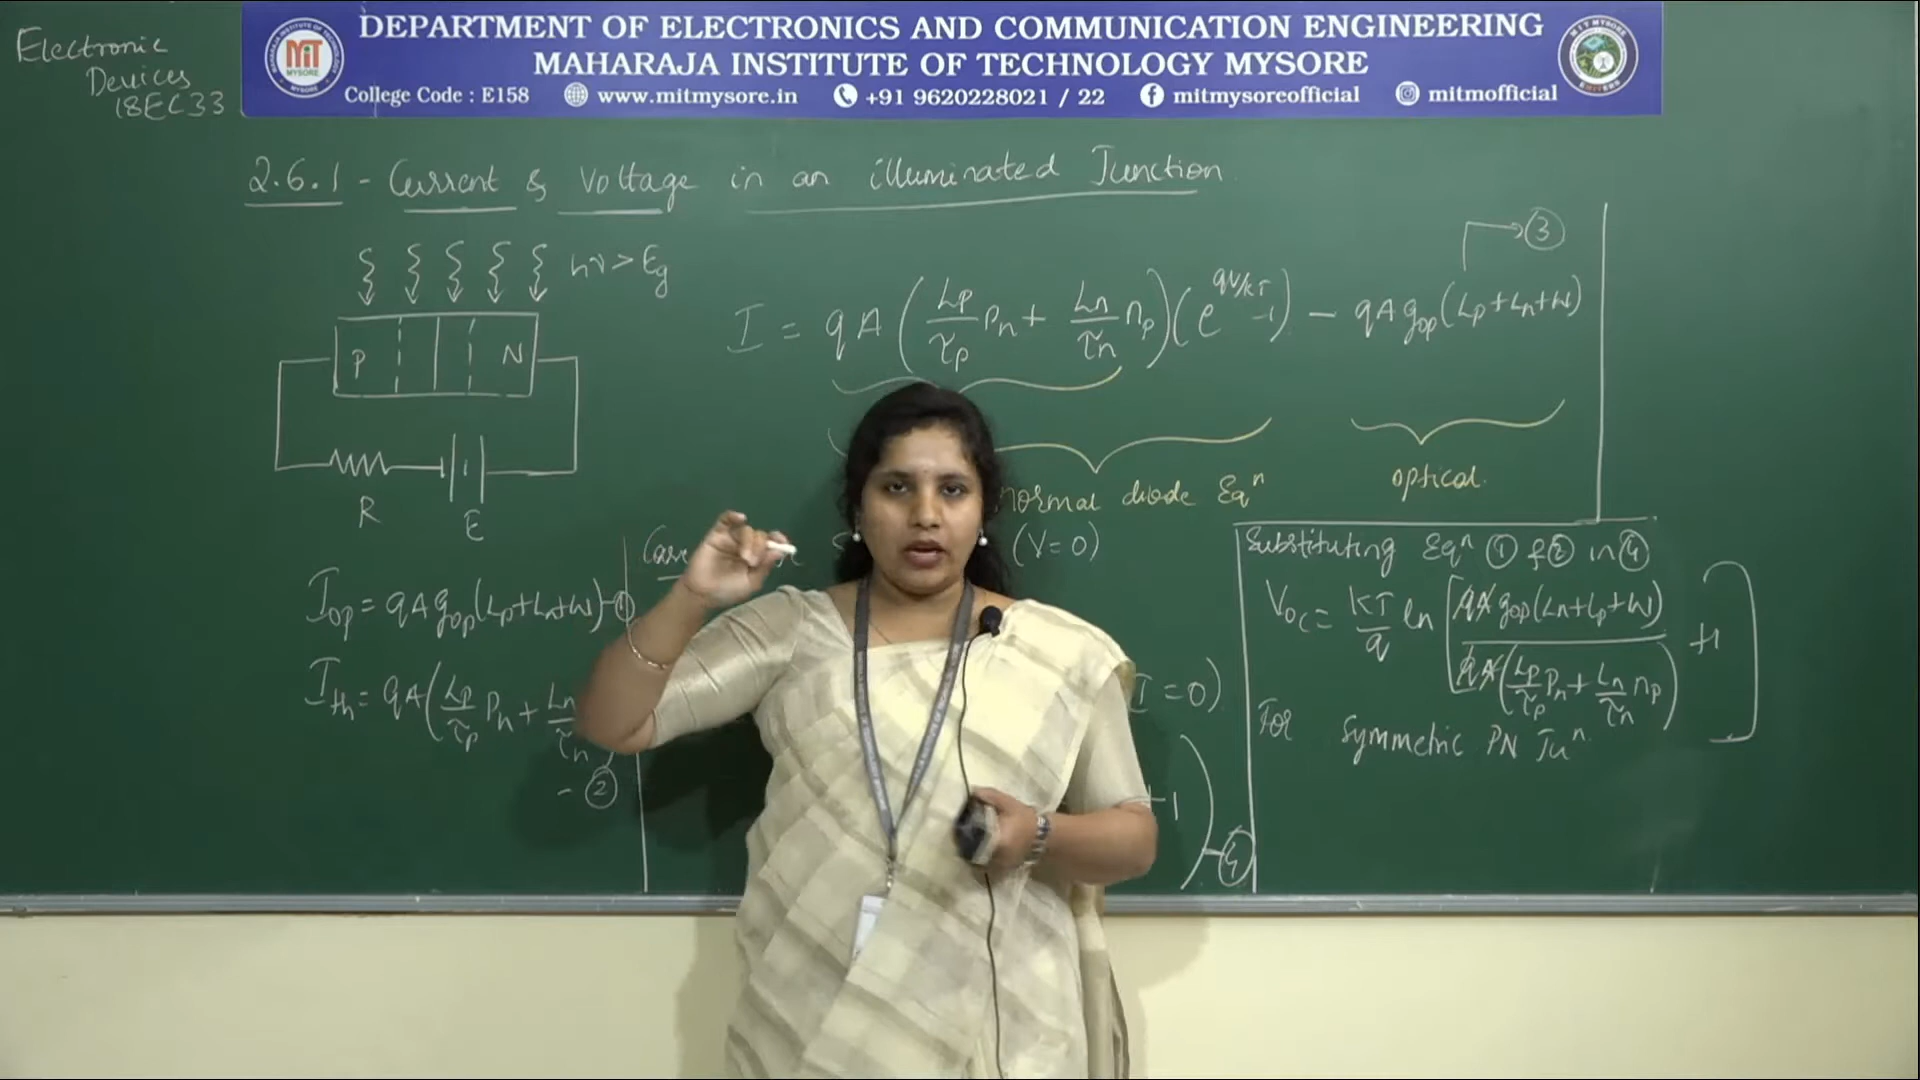 Electronic
Devices
18EC33
MIT
MYSORE
DEPARTMENT OF ELECTRONICS AND COMMUNICATION ENGINEERING
MAHARAJA INSTITUTE OF TECHNOLOGY MYSORE
College Code : E158 www.mitmysore.in +91 9620228021 / 22 mitmysoreofficial mitmofficial
2.6.1 - Current & Voltage in an illuminated Junction
hν > Eg
P N
R E
I = qA (Lp/τp Pn + Ln/τn np)(e^qV/kT -1) - qA gop (Lp+Ln+W) → ③
normal diode Eqn
optical
Iop = qA gop (Lp+Ln+W) - ①
Ith = qA (Lp/τp Pn + Ln/τn
- ②
Case (V=0)
I = 0)
+1 ) - ④
Substituting Eqn ① & ② in ④
Voc = KT/q ln [ qA gop (Ln+Lp+W) / qA (Lp/τp Pn + Ln/τn np) +1 ]
For Symmetric PN Jun